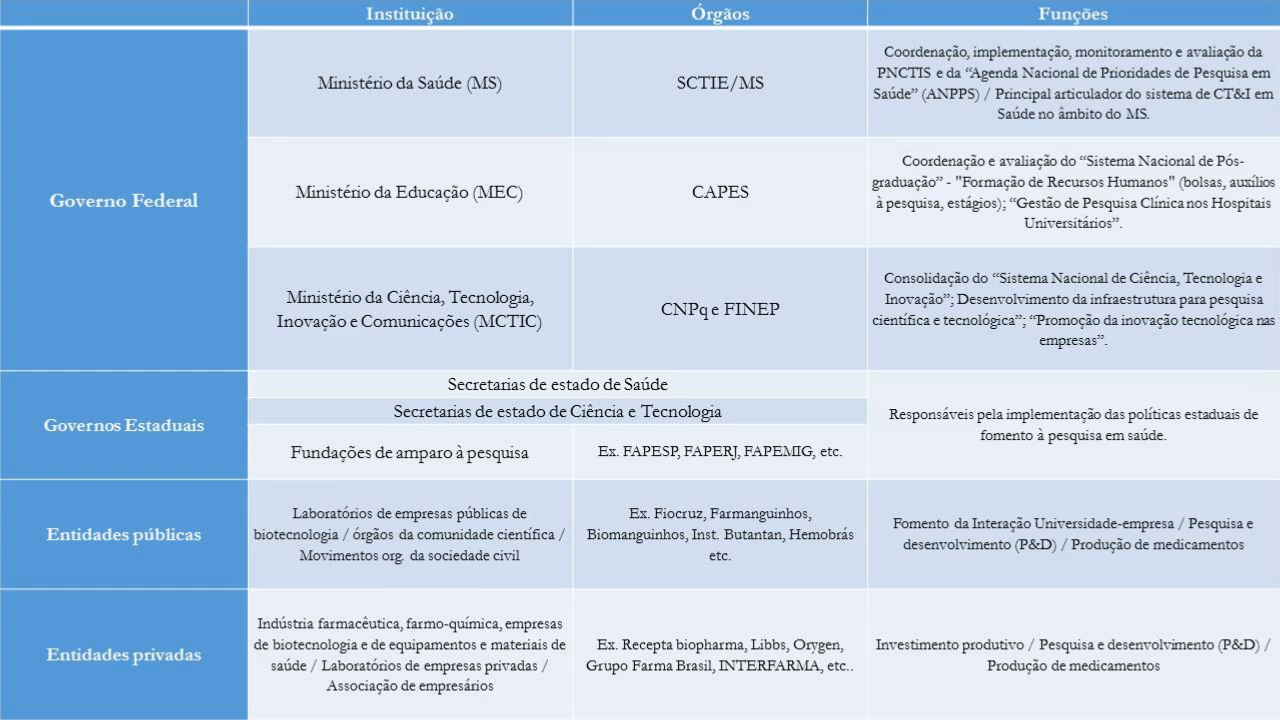 Instituição
Órgãos
Funções
Governo Federal
Ministério da Saúde (MS)
SCTIE/MS
Coordenação, implementação, monitoramento e avaliação da
PNCTIS e da “Agenda Nacional de Prioridades de Pesquisa em
Saúde” (ANPPS) / Principal articulador do sistema de CT&I em
Saúde no âmbito do MS.
Ministério da Educação (MEC)
CAPES
Coordenação e avaliação do “Sistema Nacional de Pós-
graduação” - "Formação de Recursos Humanos" (bolsas, auxílios
à pesquisa, estágios); “Gestão de Pesquisa Clínica nos Hospitais
Universitários”.
Ministério da Ciência, Tecnologia,
Inovação e Comunicações (MCTIC)
CNPq e FINEP
Consolidação do “Sistema Nacional de Ciência, Tecnologia e
Inovação”; Desenvolvimento da infraestrutura para pesquisa
científica e tecnológica”; “Promoção da inovação tecnológica nas
empresas”.
Governos Estaduais
Secretarias de estado de Saúde
Secretarias de estado de Ciência e Tecnologia
Fundações de amparo à pesquisa
Ex. FAPESP, FAPERJ, FAPEMIG, etc.
Responsáveis pela implementação das políticas estaduais de
fomento à pesquisa em saúde.
Entidades públicas
Laboratórios de empresas públicas de
biotecnologia / órgãos da comunidade científica /
Movimentos org. da sociedade civil
Ex. Fiocruz, Farmanguinhos,
Biomanguinhos, Inst. Butantan, Hemobrás
etc.
Fomento da Interação Universidade-empresa / Pesquisa e
desenvolvimento (P&D) / Produção de medicamentos
Entidades privadas
Indústria farmacêutica, farmo-química, empresas
de biotecnologia e de equipamentos e materiais de
saúde / Laboratórios de empresas privadas /
Associação de empresários
Ex. Recepta biopharma, Libbs, Orygen,
Grupo Farma Brasil, INTERFARMA, etc..
Investimento produtivo / Pesquisa e desenvolvimento (P&D) /
Produção de medicamentos